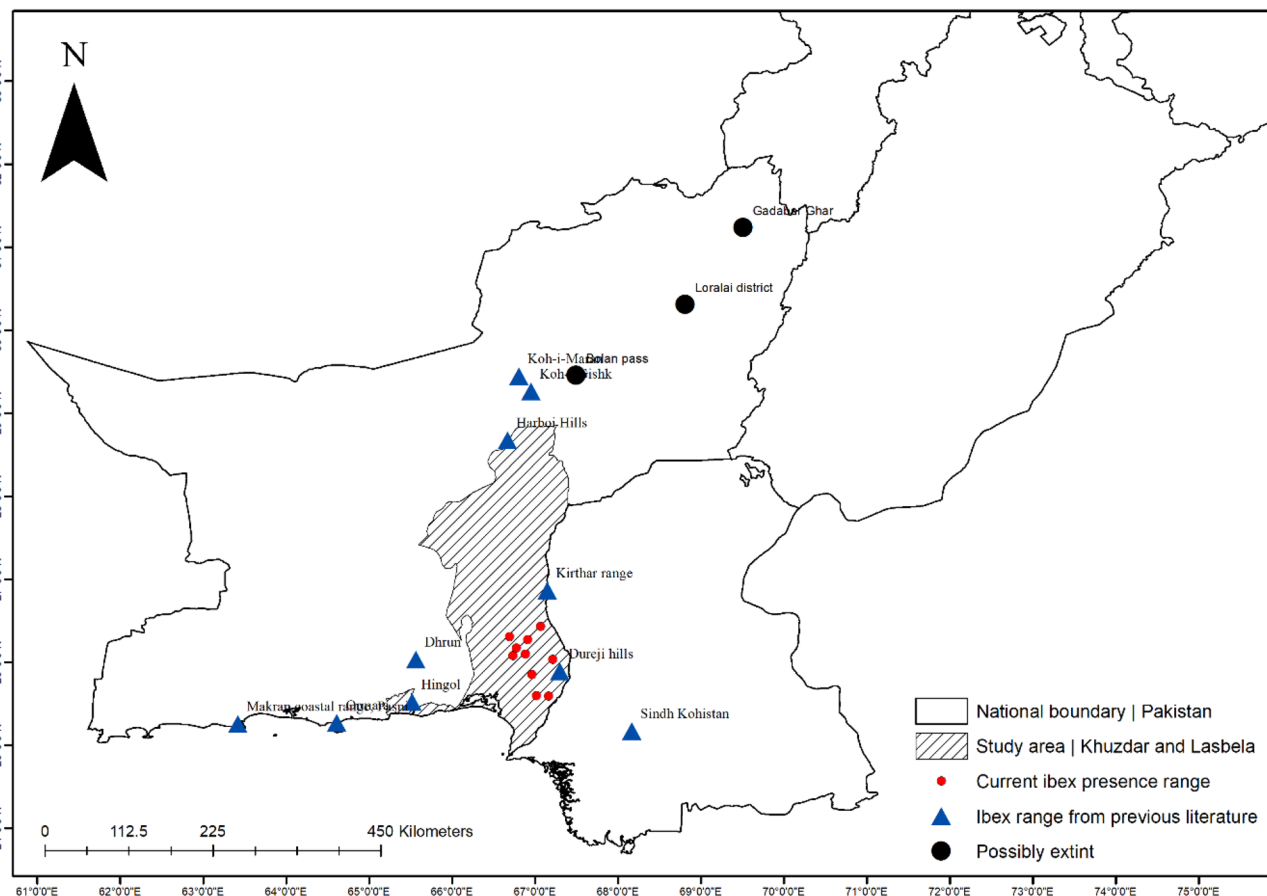 N
Gadabar Ghar
Loralai district
Koh-i-Maran
Bolan pass
Harboi Hills
Kirthar range
Dhrun
Dureji hills
Hingol
Makran coastal range
Sindh Kohistan
National boundary | Pakistan
Study area | Khuzdar and Lasbela
Current ibex presence range
Ibex range from previous literature
Possibly extint
0 112.5 225 450 Kilometers
61°0'0"E 62°0'0"E 63°0'0"E 64°0'0"E 65°0'0"E 66°0'0"E 67°0'0"E 68°0'0"E 69°0'0"E 70°0'0"E 71°0'0"E 72°0'0"E 73°0'0"E 74°0'0"E 75°0'0"E